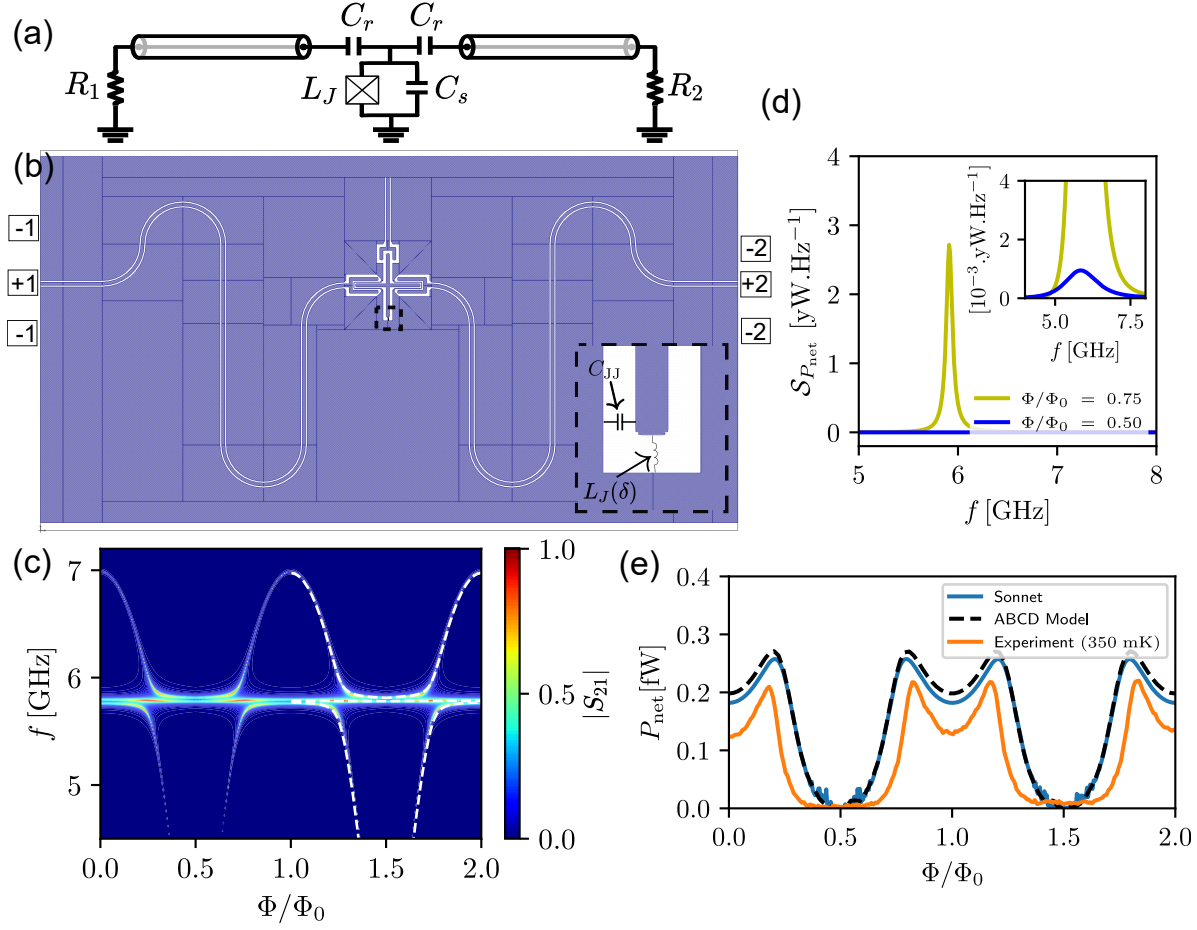 (a)
C_r C_r
R_1 L_J C_s R_2
(b)
-1
+1
-1
-2
+2
-2
C_JJ
L_J(δ)
(c)
f [GHz]
7
6
5
0.0 0.5 1.0 1.5 2.0
Φ/Φ_0
1.0
0.5
0.0
|S_21|
(d)
S_{P_net} [yW.Hz^{-1}]
4
3
2
1
0
5 6 7 8
f [GHz]
[10^{-3}.yW.Hz^{-1}]
4
2
0
5.0 7.5
f [GHz]
Φ/Φ_0 = 0.75
Φ/Φ_0 = 0.50
(e)
P_net[fW]
0.4
0.3
0.2
0.1
0.0
Sonnet
ABCD Model
Experiment (350 mK)
0.0 0.5 1.0 1.5 2.0
Φ/Φ_0